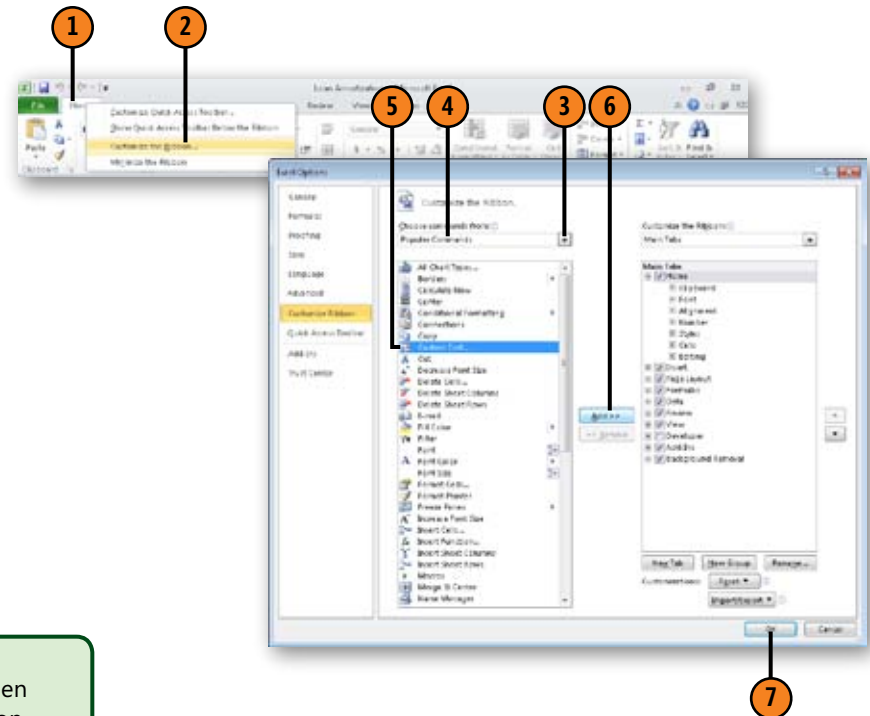 1
2
5
4
3
6
File
Customize Quick Access Toolbar...
Show Quick Access Toolbar Below the Ribbon
Customize the Ribbon...
Minimize the Ribbon
Review
View
Paste
Clipboard
Find &
Excel Options
General
Formulas
Proofing
Save
Language
Advanced
Customize Ribbon
Quick Access Toolbar
Add-Ins
Trust Center
Customize the Ribbon.
Choose commands from:
Popular Commands
All Chart Types...
Borders
Calculate Now
Center
Conditional Formatting
Connections
Copy
Custom Sort...
Cut
Decrease Font Size
Delete Cells...
Delete Sheet Columns
Delete Sheet Rows
E-mail
Fill Color
Filter
Font
Font Color
Font Size
Format Cells...
Format Painter
Freeze Panes
Increase Font Size
Insert Cells...
Insert Function...
Insert Sheet Columns
Insert Sheet Rows
Macros
Merge & Center
Name Manager
Add >>
<< Remove
Customize the Ribbon:
Main Tabs
Main Tabs
Home
Clipboard
Font
Alignment
Number
Styles
Cells
Editing
Insert
Page Layout
Formulas
Data
Review
View
Developer
Add-Ins
Background Removal
New Tab
New Group
Rename...
Customizations:
Reset
Import/Export
OK
Cancel
7
en